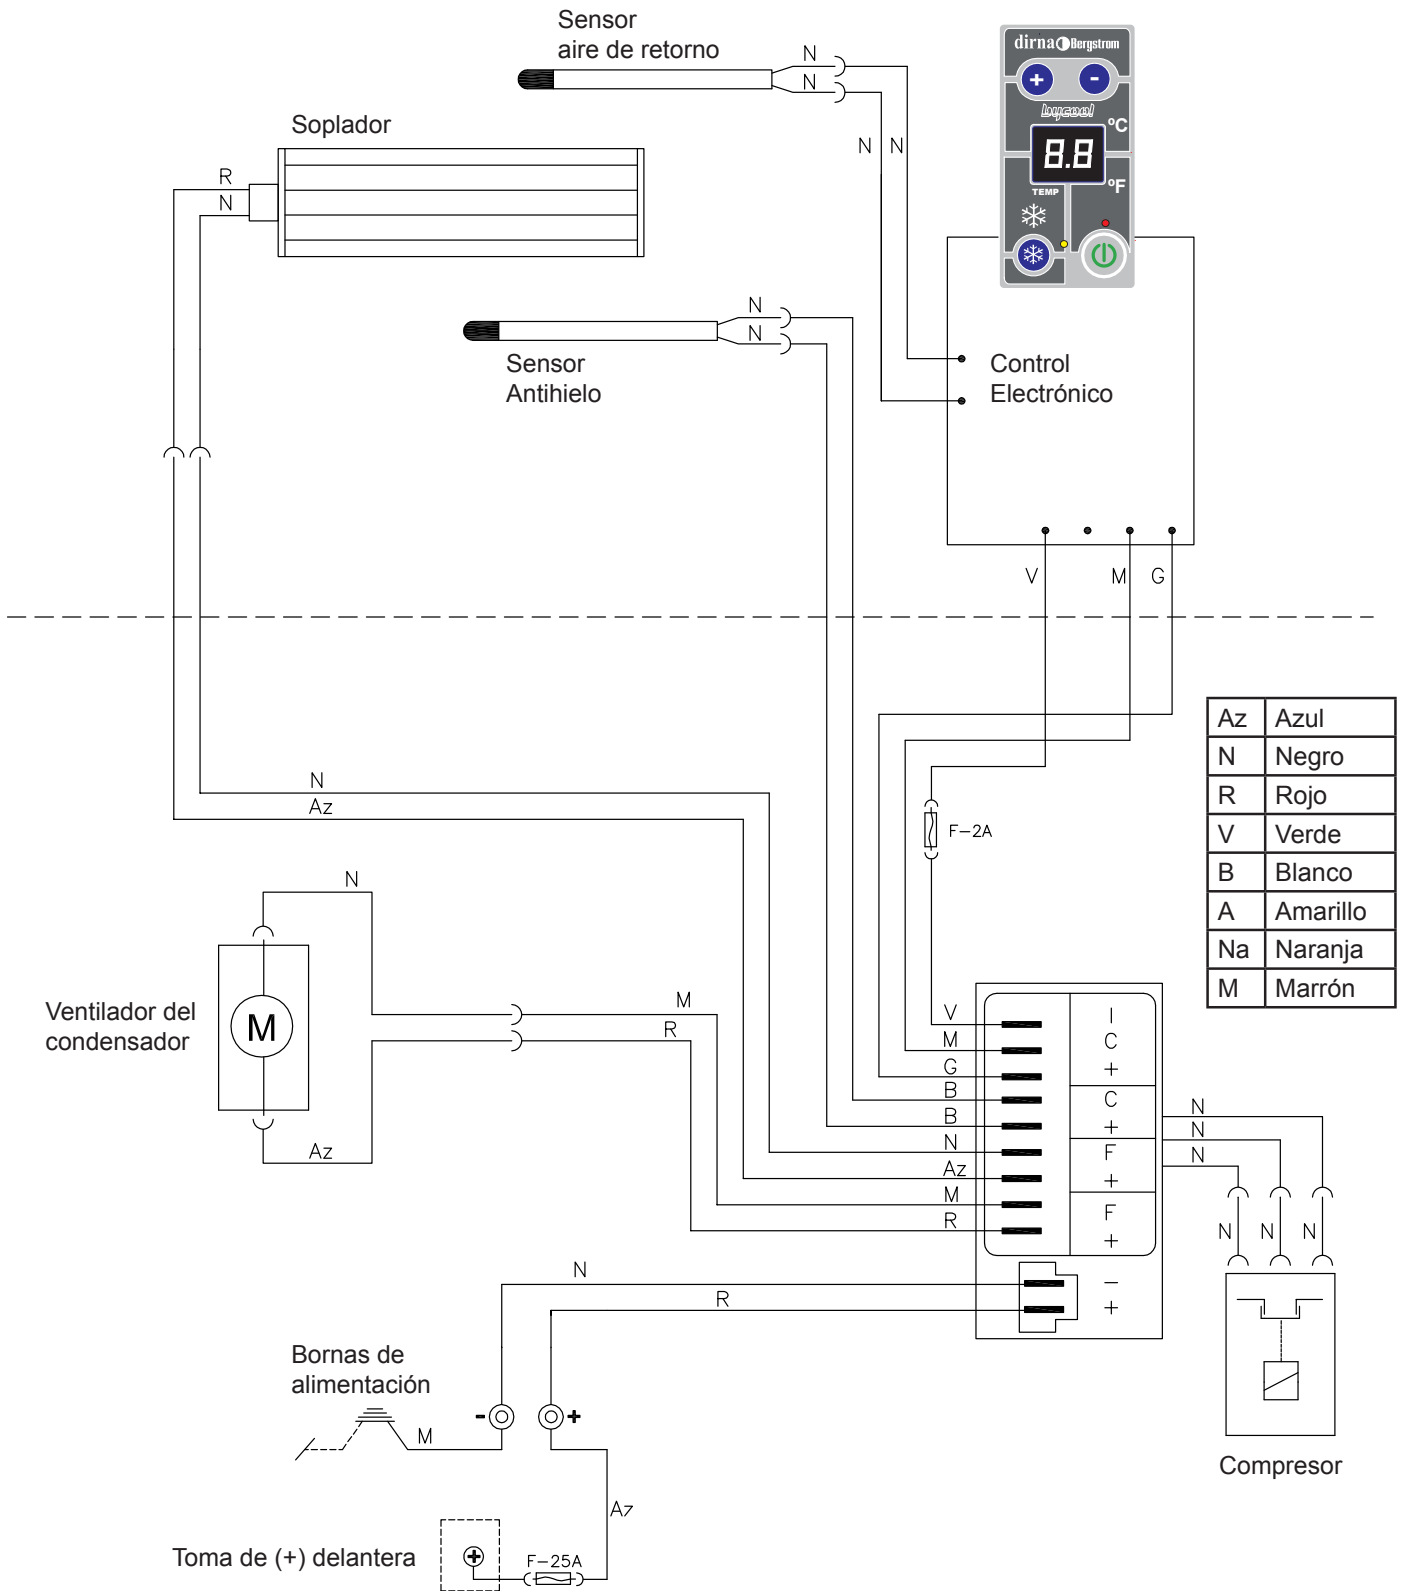 Sensor
aire de retorno
N
N
dirna Bergstrom
+ -
bycool
ºC
8.8
ºF
TEMP
Soplador
R
N
N N
N
N
Sensor
Antihielo
Control
Electrónico
V M G
Az Azul
N Negro
R Rojo
V Verde
B Blanco
A Amarillo
Na Naranja
M Marrón
N
Az
F-2A
N
Ventilador del
condensador
M
Az
M
R
V I
M C
G +
B C
B +
N F
Az +
M F
R +
N
N
N
N N N
N -
R +
Bornas de
alimentación
- +
M
Az
Compresor
Toma de (+) delantera
+
F-25A